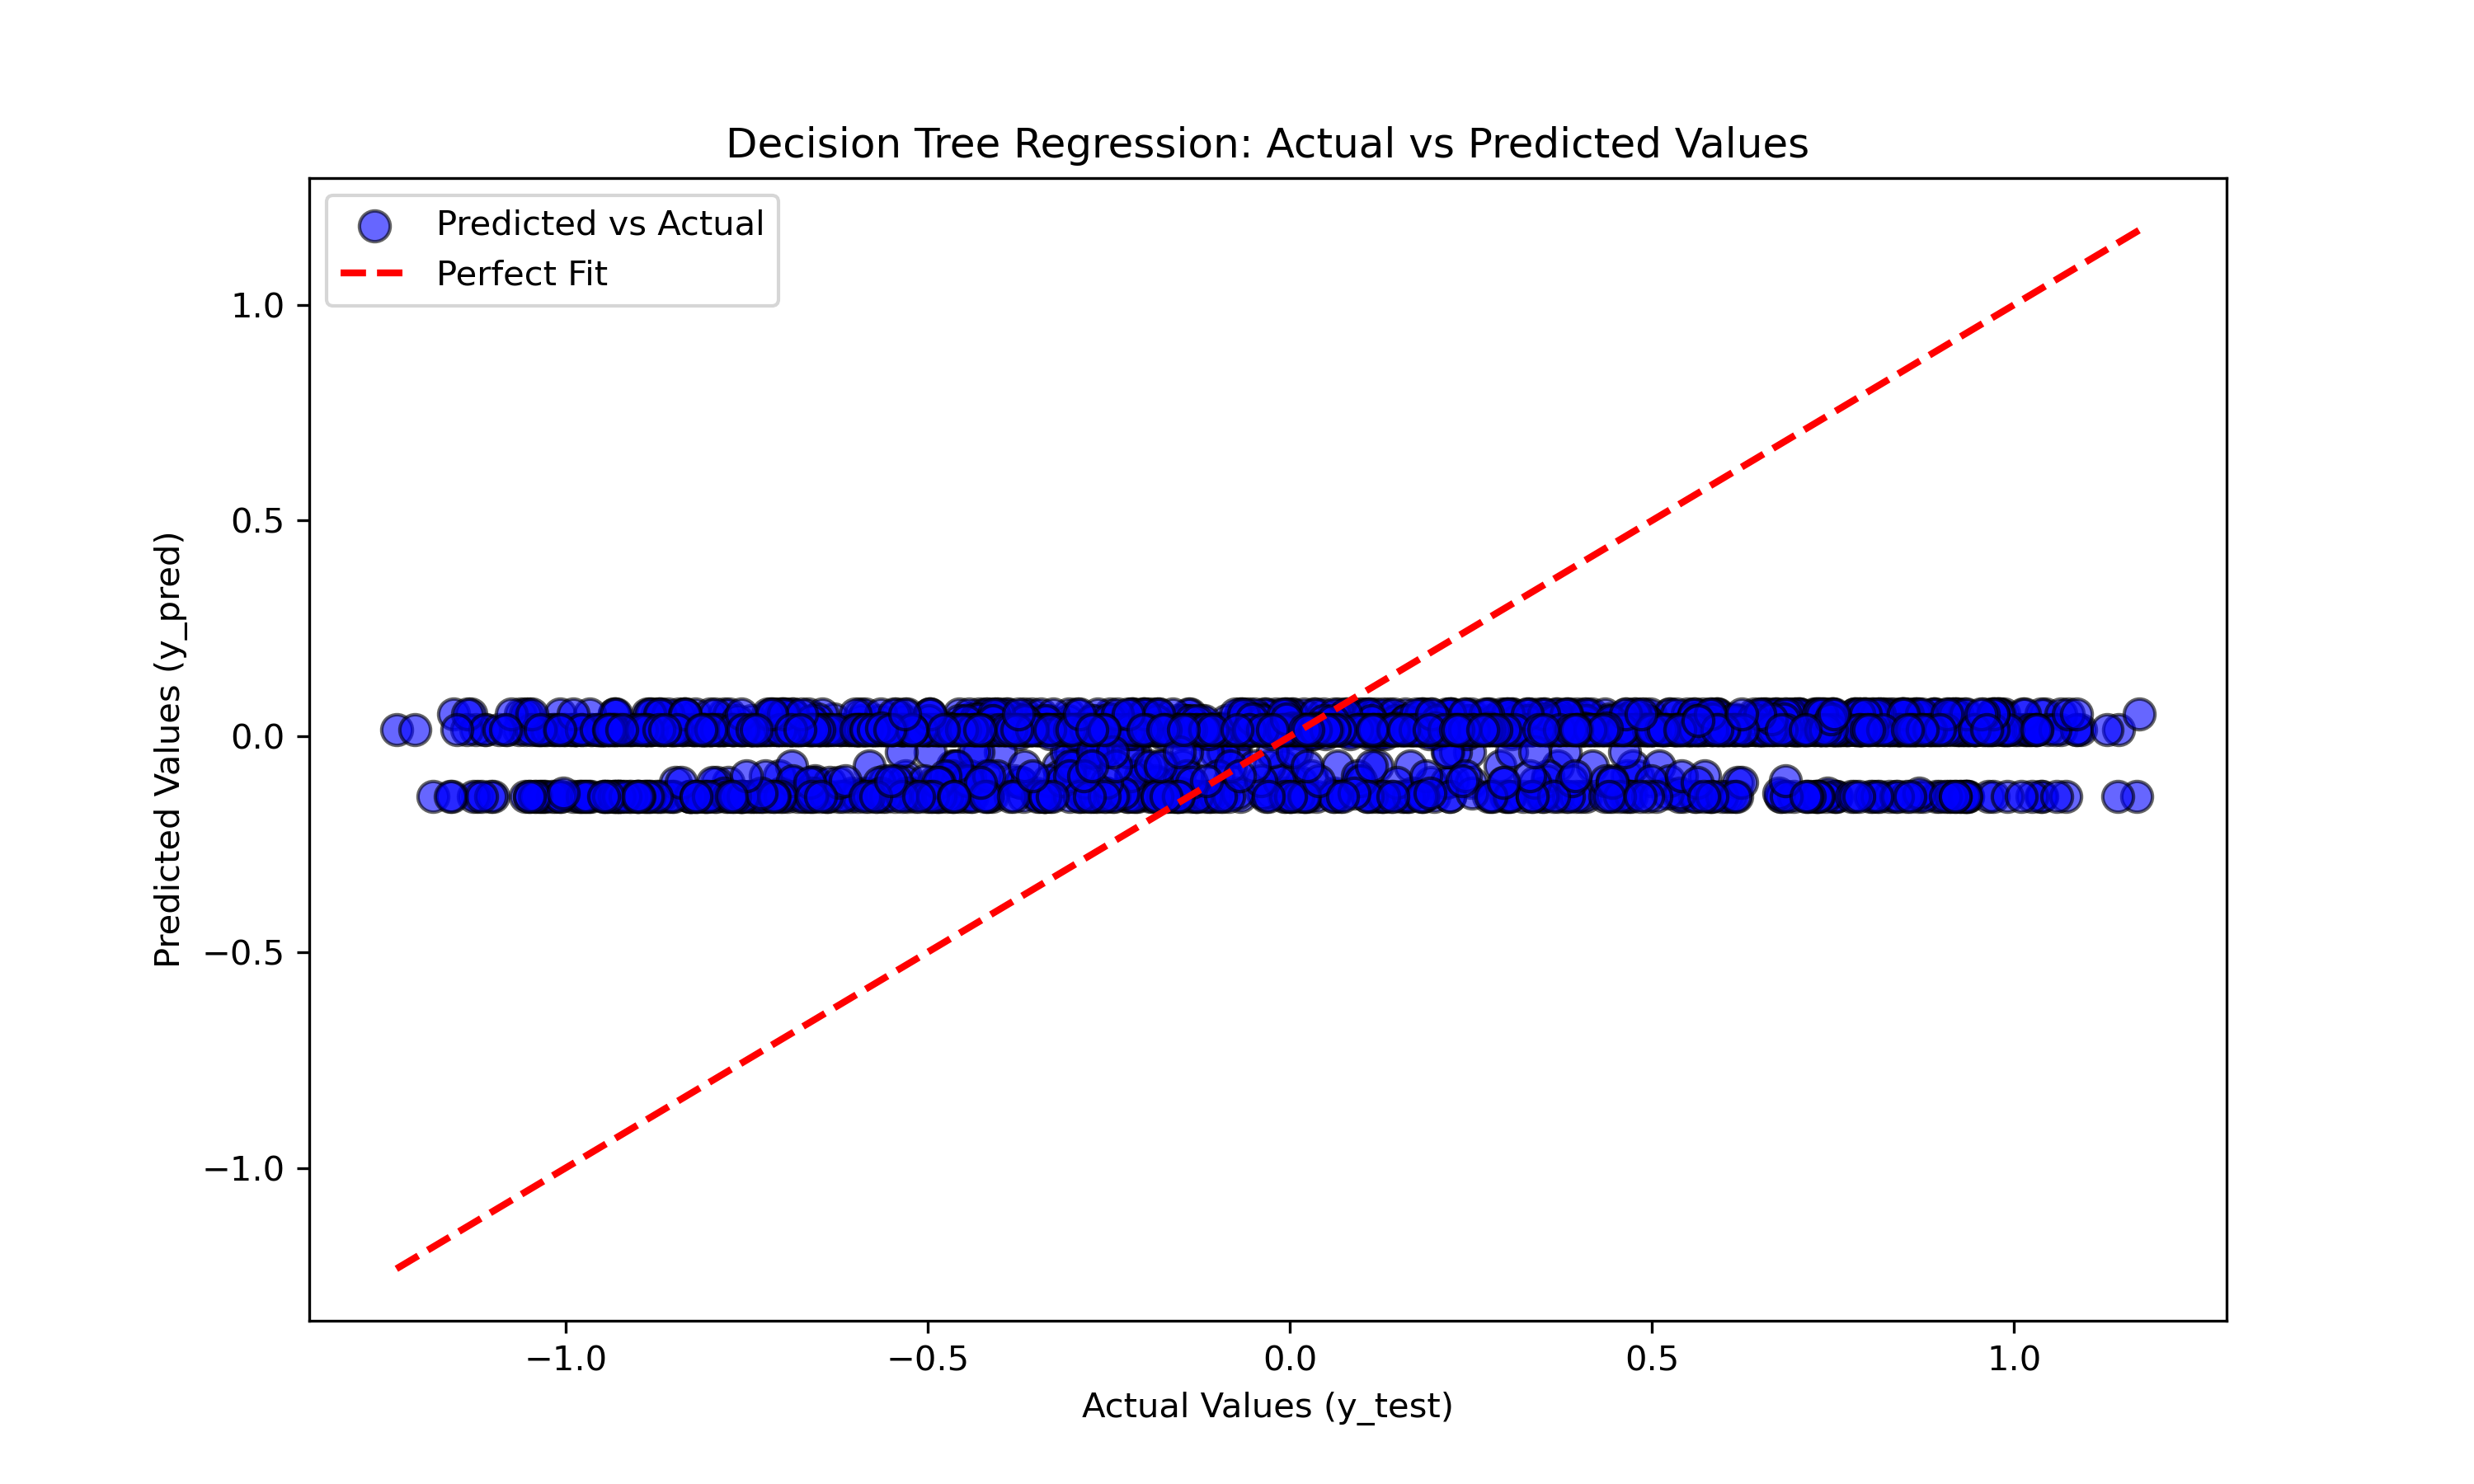 Decision Tree Regression: Actual vs Predicted Values
Predicted vs Actual
Perfect Fit
1.0
0.5
0.0
−0.5
−1.0
Predicted Values (y_pred)
−1.0
−0.5
0.0
0.5
1.0
Actual Values (y_test)